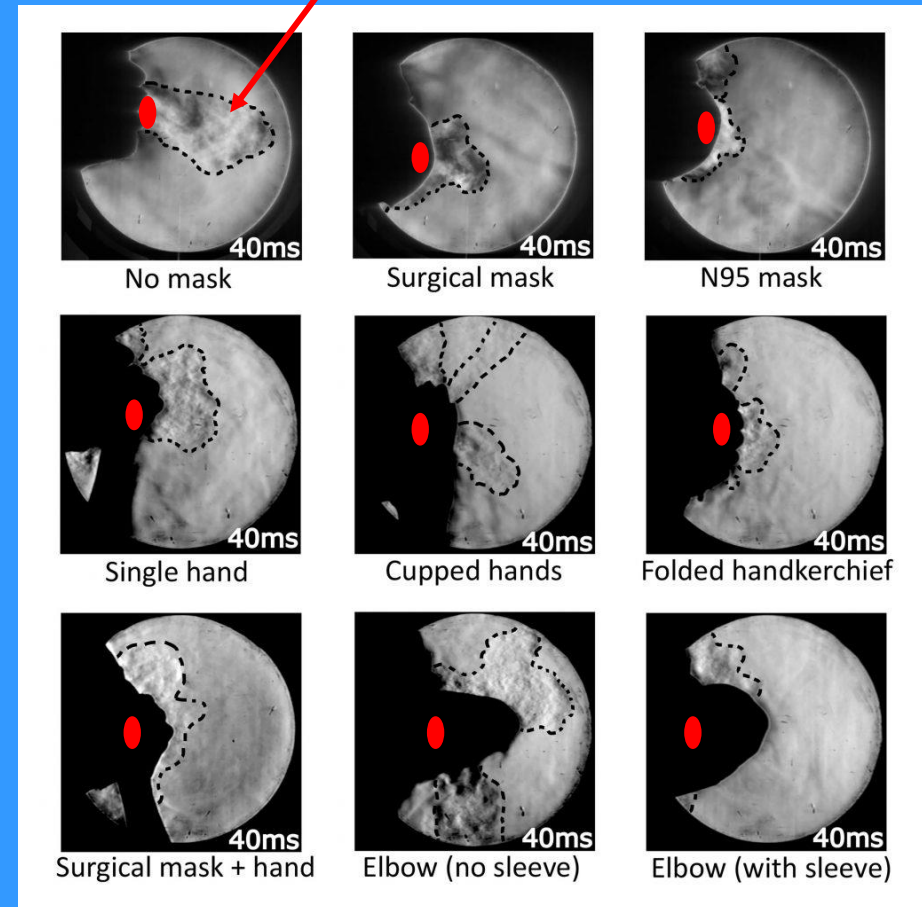 40ms 40ms 40ms
No mask Surgical mask N95 mask
40ms 40ms 40ms
Single hand Cupped hands Folded handkerchief
40ms 40ms 40ms
Surgical mask + hand Elbow (no sleeve) Elbow (with sleeve)